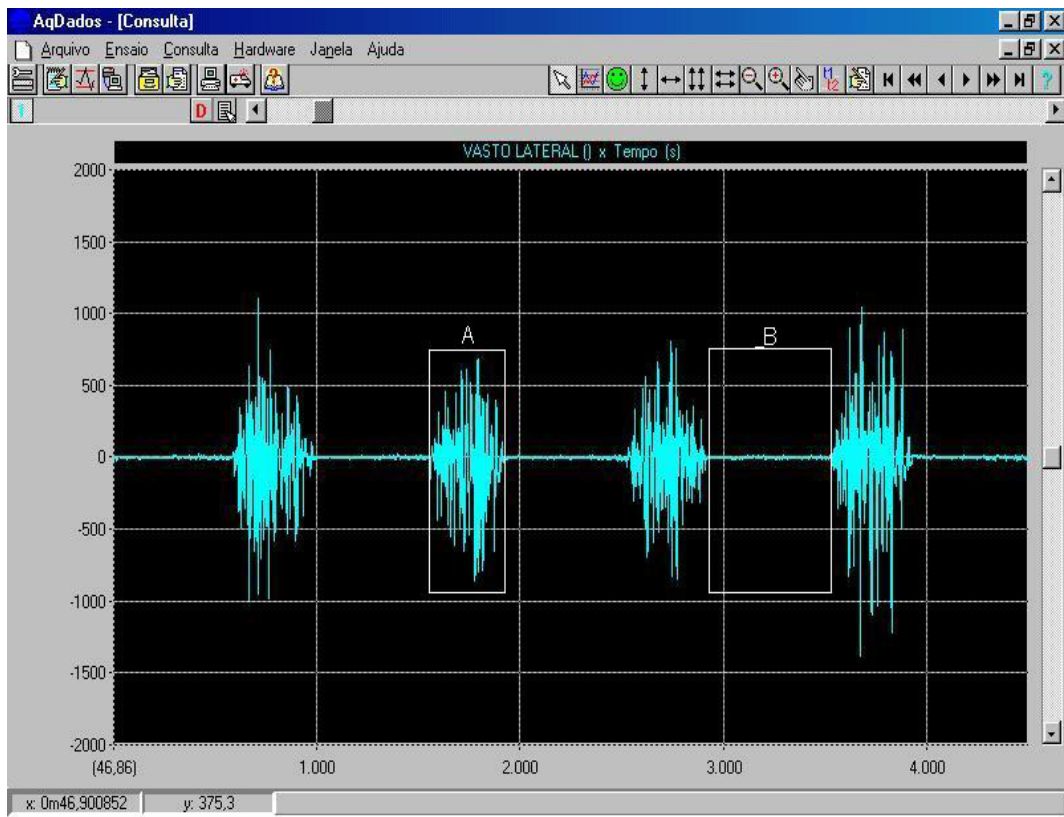 AqDados - [Consulta]
Arquivo Ensaio Consulta Hardware Janela Ajuda
D
VASTO LATERAL () x Tempo (s)
2000
1500
1000
A
_B
500
0
-500
-1000
-1500
-2000
(46,86) 1.000 2.000 3.000 4.000
x: 0m46,900852 y: 375,3